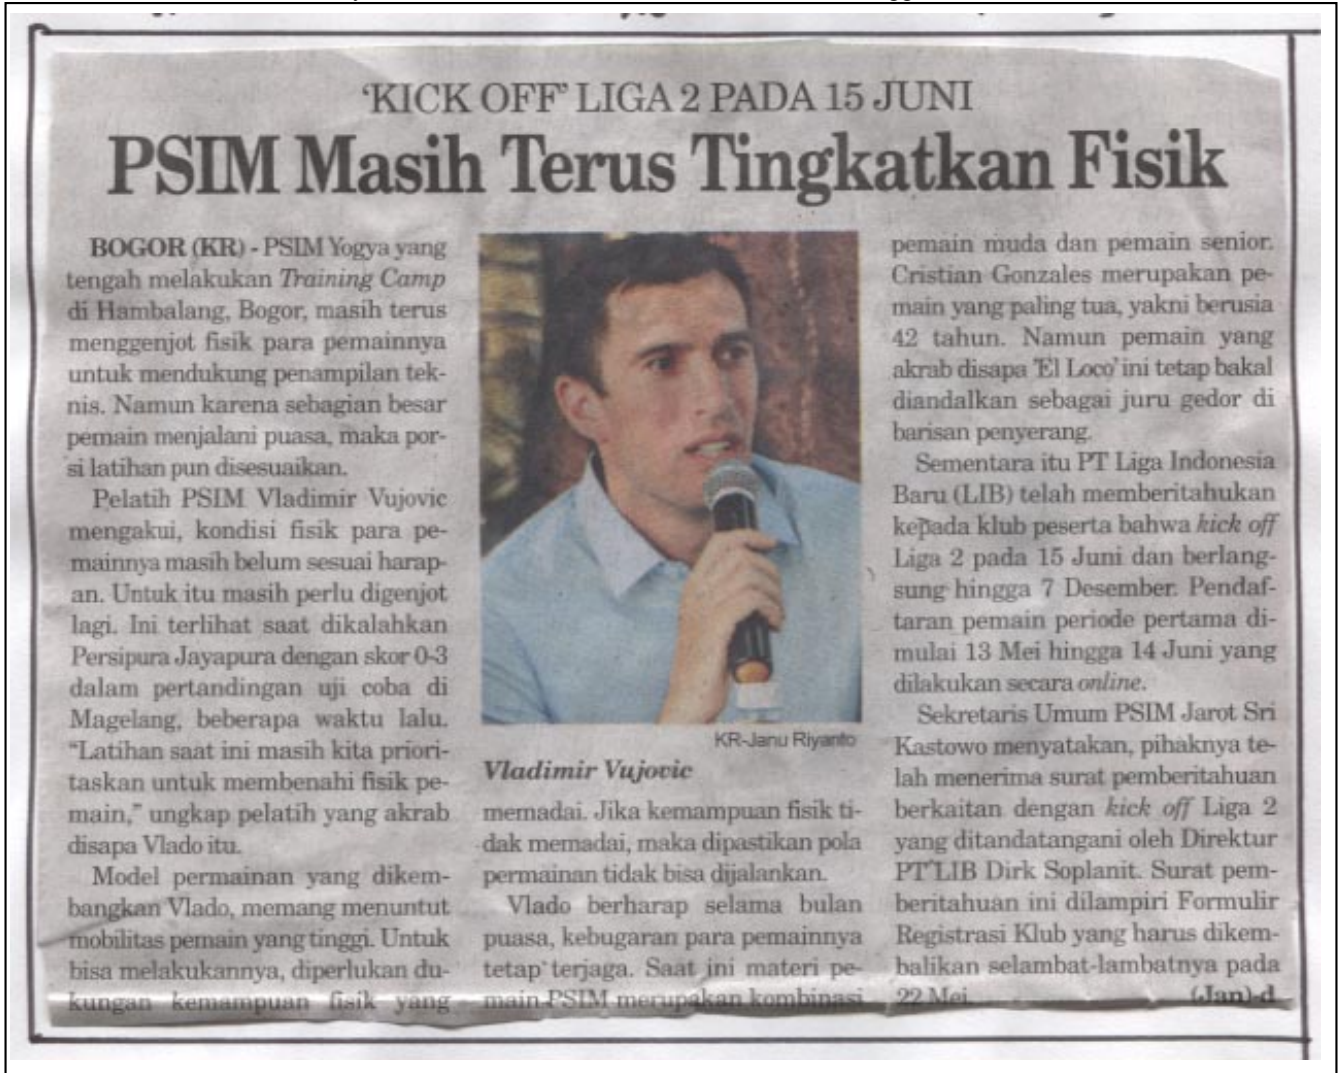 'KICK OFF' LIGA 2 PADA 15 JUNI
PSIM Masih Terus Tingkatkan Fisik
BOGOR (KR) - PSIM Yogya yang
tengah melakukan Training Camp
di Hambalang, Bogor, masih terus
menggenjot fisik para pemainnya
untuk mendukung penampilan tek-
nis. Namun karena sebagian besar
pemain menjalani puasa, maka por-
si latihan pun disesuaikan.
Pelatih PSIM Vladimir Vujovic
mengakui, kondisi fisik para pe-
mainnya masih belum sesuai harap-
an. Untuk itu masih perlu digenjot
lagi. Ini terlihat saat dikalahkan
Persipura Jayapura dengan skor 0-3
dalam pertandingan uji coba di
Magelang, beberapa waktu lalu.
"Latihan saat ini masih kita priori-
taskan untuk membenahi fisik pe-
main," ungkap pelatih yang akrab
disapa Vlado itu.
Model permainan yang dikem-
bangkan Vlado, memang menuntut
mobilitas pemain yang tinggi. Untuk
bisa melakukannya, diperlukan du-
kungan kemampuan fisik yang
KR-Janu Riyanto
Vladimir Vujovic
memadai. Jika kemampuan fisik ti-
dak memadai, maka dipastikan pola
permainan tidak bisa dijalankan.
Vlado berharap selama bulan
puasa, kebugaran para pemainnya
tetap terjaga. Saat ini materi pe-
main PSIM merupakan kombinasi
pemain muda dan pemain senior.
Cristian Gonzales merupakan pe-
main yang paling tua, yakni berusia
42 tahun. Namun pemain yang
akrab disapa 'El Loco' ini tetap bakal
diandalkan sebagai juru gedor di
barisan penyerang.
Sementara itu PT Liga Indonesia
Baru (LIB) telah memberitahukan
kepada klub peserta bahwa kick off
Liga 2 pada 15 Juni dan berlang-
sung hingga 7 Desember. Pendaf-
taran pemain periode pertama di-
mulai 13 Mei hingga 14 Juni yang
dilakukan secara online.
Sekretaris Umum PSIM Jarot Sri
Kastowo menyatakan, pihaknya te-
lah menerima surat pemberitahuan
berkaitan dengan kick off Liga 2
yang ditandatangani oleh Direktur
PT LIB Dirk Soplanit. Surat pem-
beritahuan ini dilampiri Formulir
Registrasi Klub yang harus dikem-
balikan selambat-lambatnya pada
22 Mei. (Jan)-d